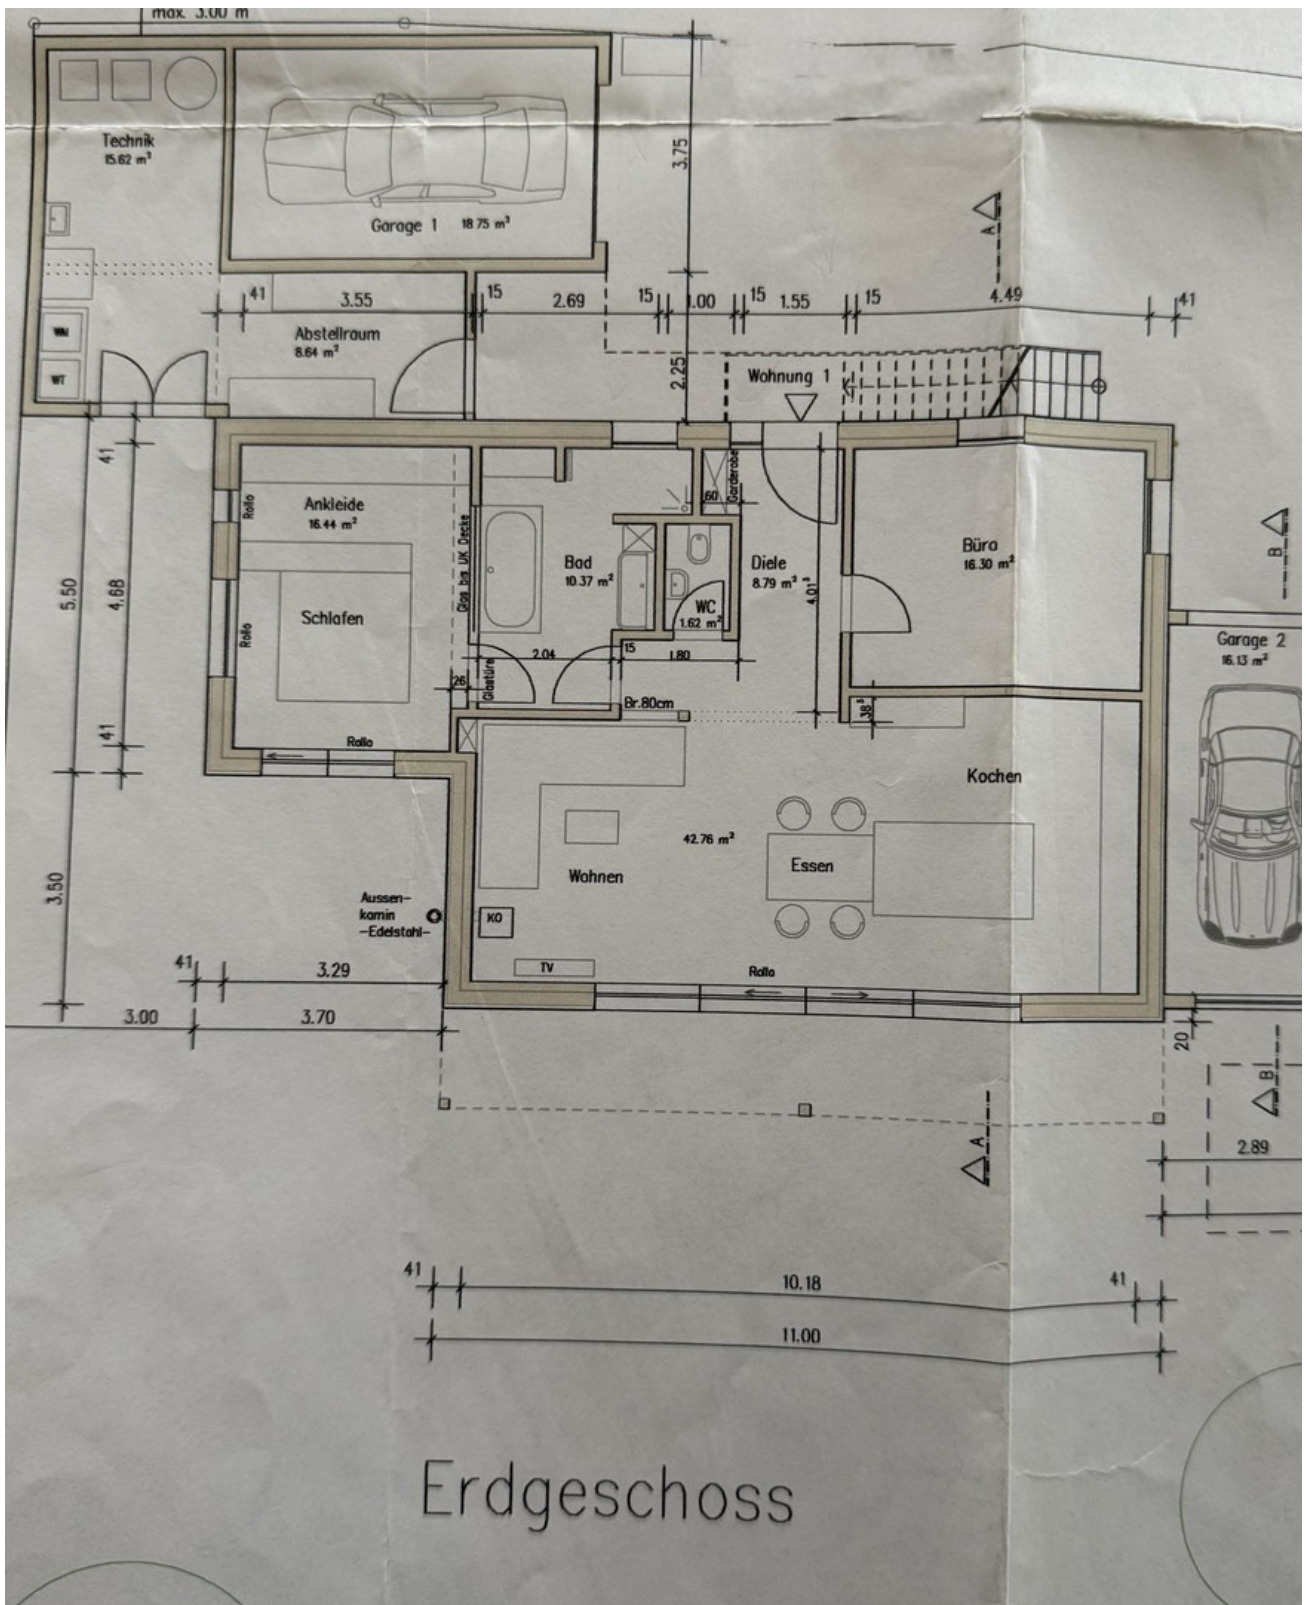 max. 3.00 m
Technik
15.62 m²
Garage 1 18.75 m²
3.75
A
41 3.55 15 2.69 15 1.00 15 1.55 15 4.49 41
Abstellraum
8.64 m²
WM
WT
2.25
Wohnung 1
41
Rollo
Ankleide
16.44 m²
Glas bis UK Decke
60
Garderobe
B
Bad
10.37 m²
Diele
8.79 m²
4.01⁵
Büro
16.30 m²
5.50
4.68
Schlafen
Rollo
WC
1.62 m²
Garage 2
16.13 m²
2.04
15
1.80
26
Glastüre
Br.80cm
38⁵
41
Rollo
Kochen
42.76 m²
Essen
Wohnen
3.50
Aussen-
kamin
-Edelstahl-
KO
TV
Rollo
41 3.29
3.00 3.70
20
B
A
2.89
41 10.18 41
11.00
Erdgeschoss